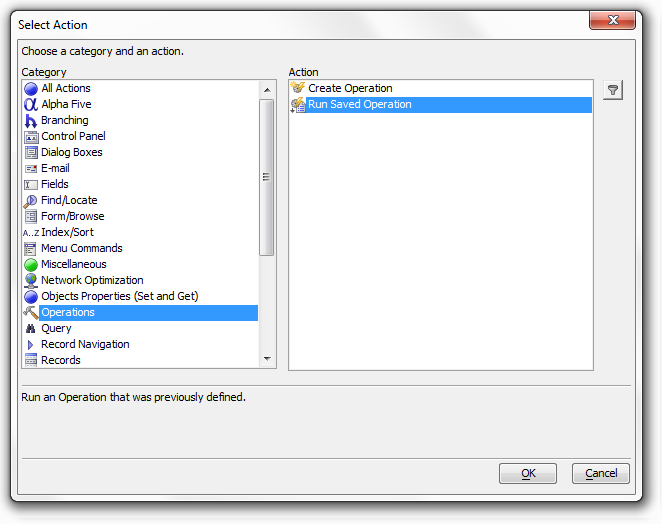 Select Action
Choose a category and an action.
Category
All Actions
Alpha Five
Branching
Control Panel
Dialog Boxes
E-mail
Fields
Find/Locate
Form/Browse
A..Z Index/Sort
Menu Commands
Miscellaneous
Network Optimization
Objects Properties (Set and Get)
Operations
Query
Record Navigation
Records
Action
Create Operation
Run Saved Operation
Run an Operation that was previously defined.
OK
Cancel